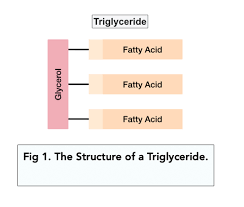 Triglyceride
Glycerol
Fatty Acid
Fatty Acid
Fatty Acid
Fig 1. The Structure of a Triglyceride.